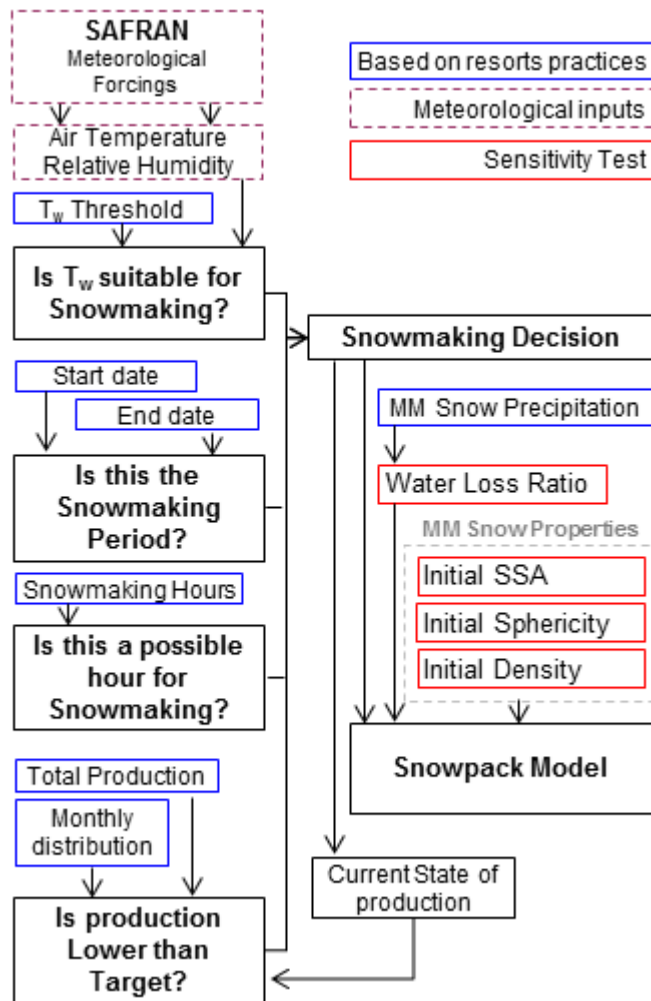 SAFRAN
Meteorological
Forcings
Air Temperature
Relative Humidity
Based on resorts practices
Meteorological inputs
Sensitivity Test
Tw Threshold
Is Tw suitable for
Snowmaking?
Snowmaking Decision
Start date
End date
Is this the
Snowmaking
Period?
MM Snow Precipitation
Water Loss Ratio
MM Snow Properties
Initial SSA
Initial Sphericity
Initial Density
Snowmaking Hours
Is this a possible
hour for
Snowmaking?
Snowpack Model
Total Production
Monthly
distribution
Current State of
production
Is production
Lower than
Target?